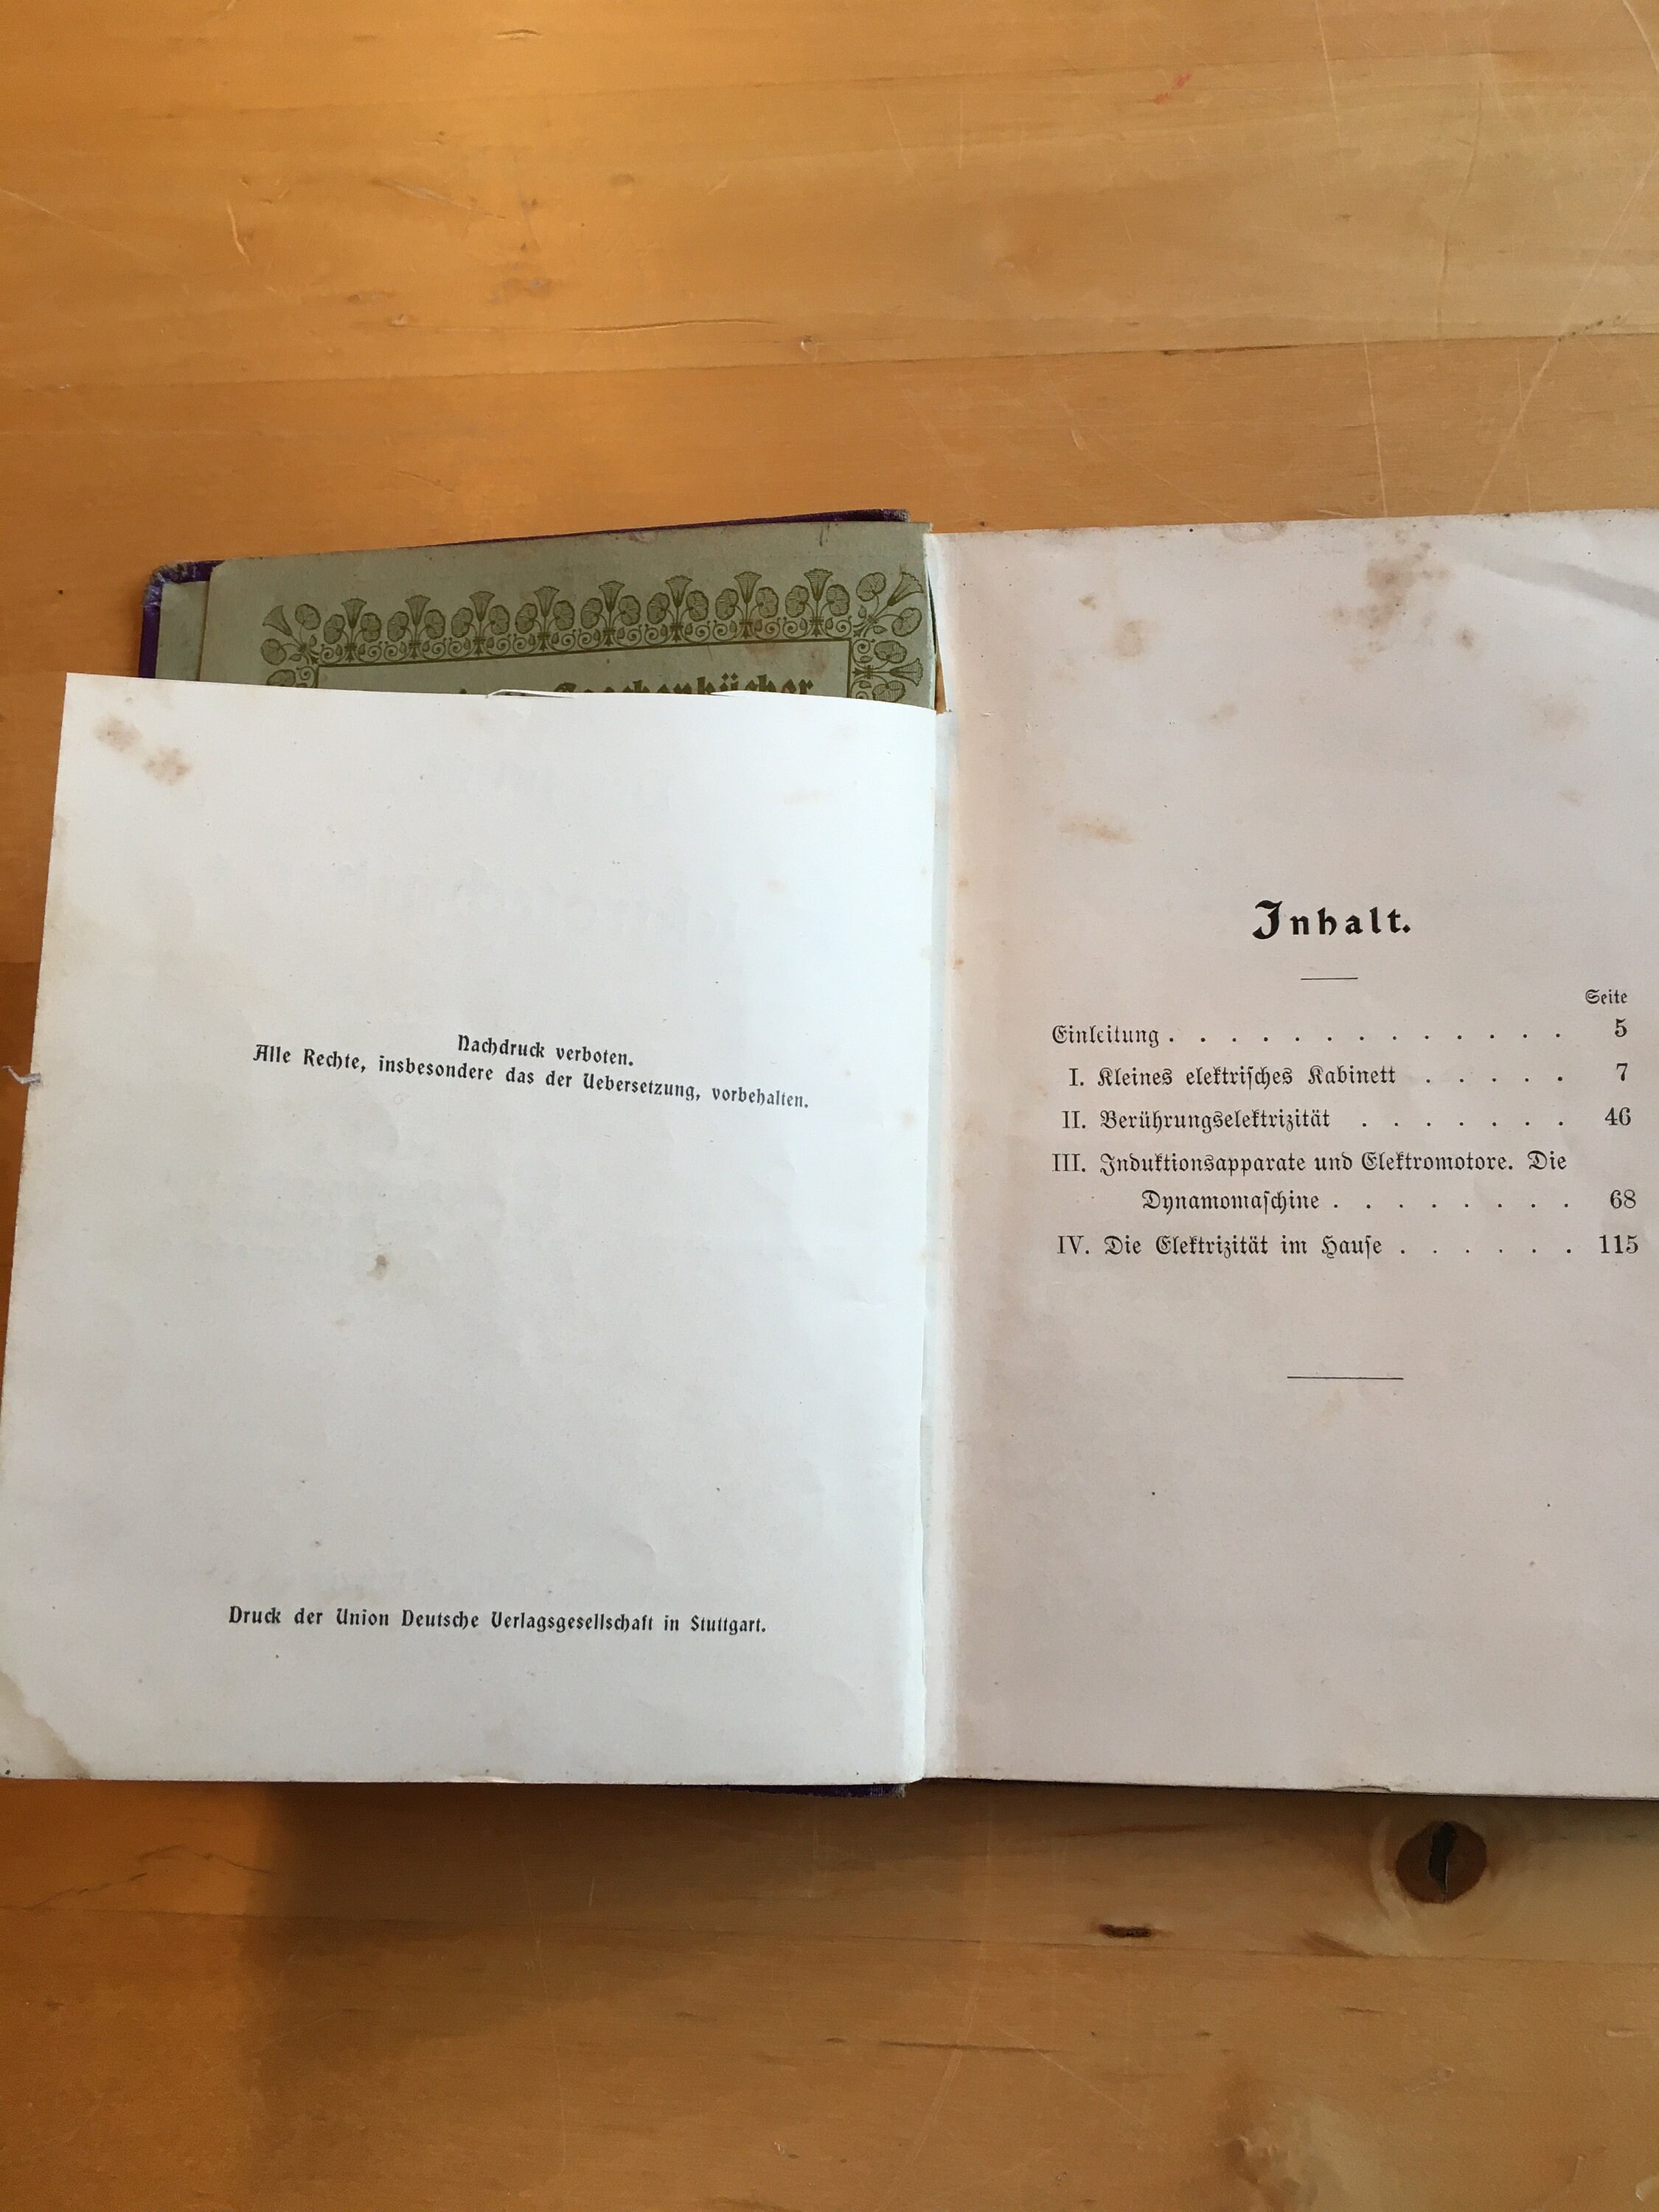 Geschenkbücher
Nachdruck verboten.
Alle Rechte, insbesondere das der Uebersetzung, vorbehalten.
Druck der Union Deutsche Verlagsgesellschaft in Stuttgart.
Inhalt.
Seite
Einleitung . . . . . . . . . . . . . 5
I. Kleines elektriſches Kabinett . . . . . 7
II. Berührungselektrizität . . . . . . . 46
III. Induktionsapparate und Elektromotore. Die
Dynamomaſchine . . . . . . . . 68
IV. Die Elektrizität im Hauſe . . . . . . 115